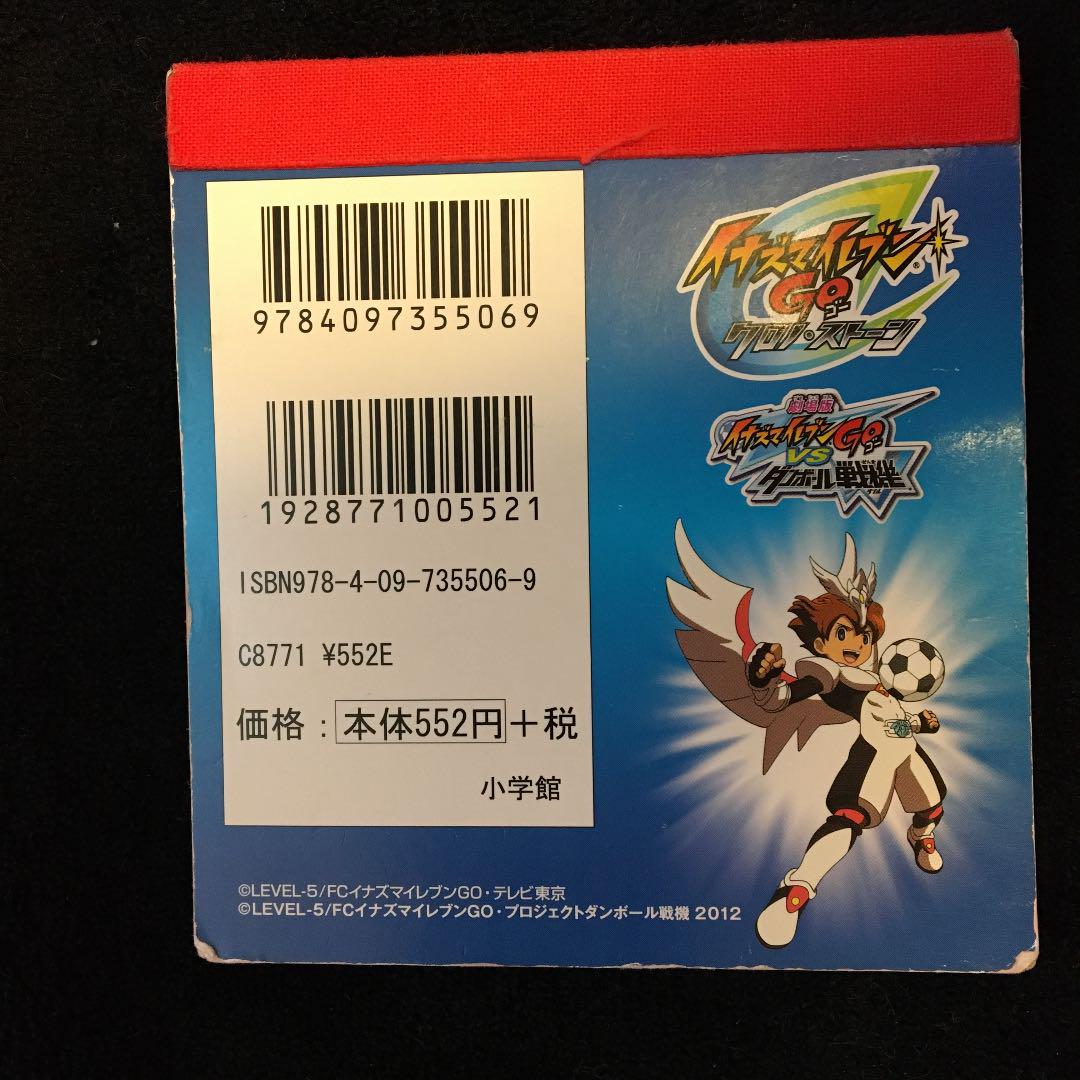 9784097355069
1928771005521
ISBN978-4-09-735506-9
C8771 ¥552E
価格：本体552円＋税
小学館
イナズマイレブン
GO
ゴー
クロノ・ストーン
劇場版
イナズマイレブンGO
ゴー
VS
ダンボール戦機
©LEVEL-5/FCイナズマイレブンGO・テレビ東京
©LEVEL-5/FCイナズマイレブンGO・プロジェクトダンボール戦機 2012